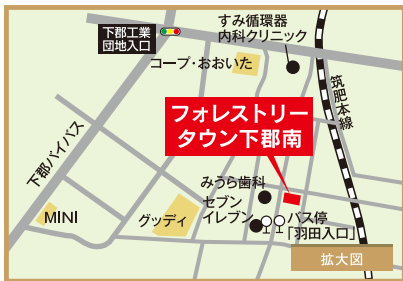 すみ循環器
内科クリニック
下郡工業
団地入口
コープ・おおいた
筑肥本線
フォレストリー
タウン下郡南
下郡バイパス
みうら歯科
セブン
イレブン
バス停
「羽田入口」
MINI
グッディ
拡大図